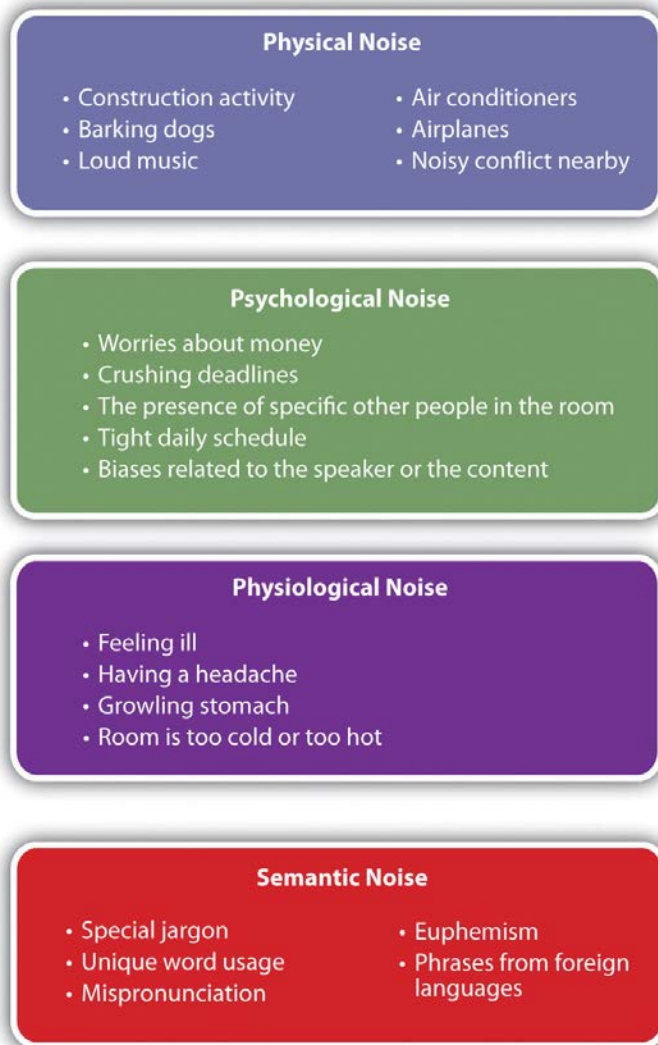 Physical Noise
• Construction activity
• Barking dogs
• Loud music
• Air conditioners
• Airplanes
• Noisy conflict nearby
Psychological Noise
• Worries about money
• Crushing deadlines
• The presence of specific other people in the room
• Tight daily schedule
• Biases related to the speaker or the content
Physiological Noise
• Feeling ill
• Having a headache
• Growling stomach
• Room is too cold or too hot
Semantic Noise
• Special jargon
• Unique word usage
• Mispronunciation
• Euphemism
• Phrases from foreign
languages